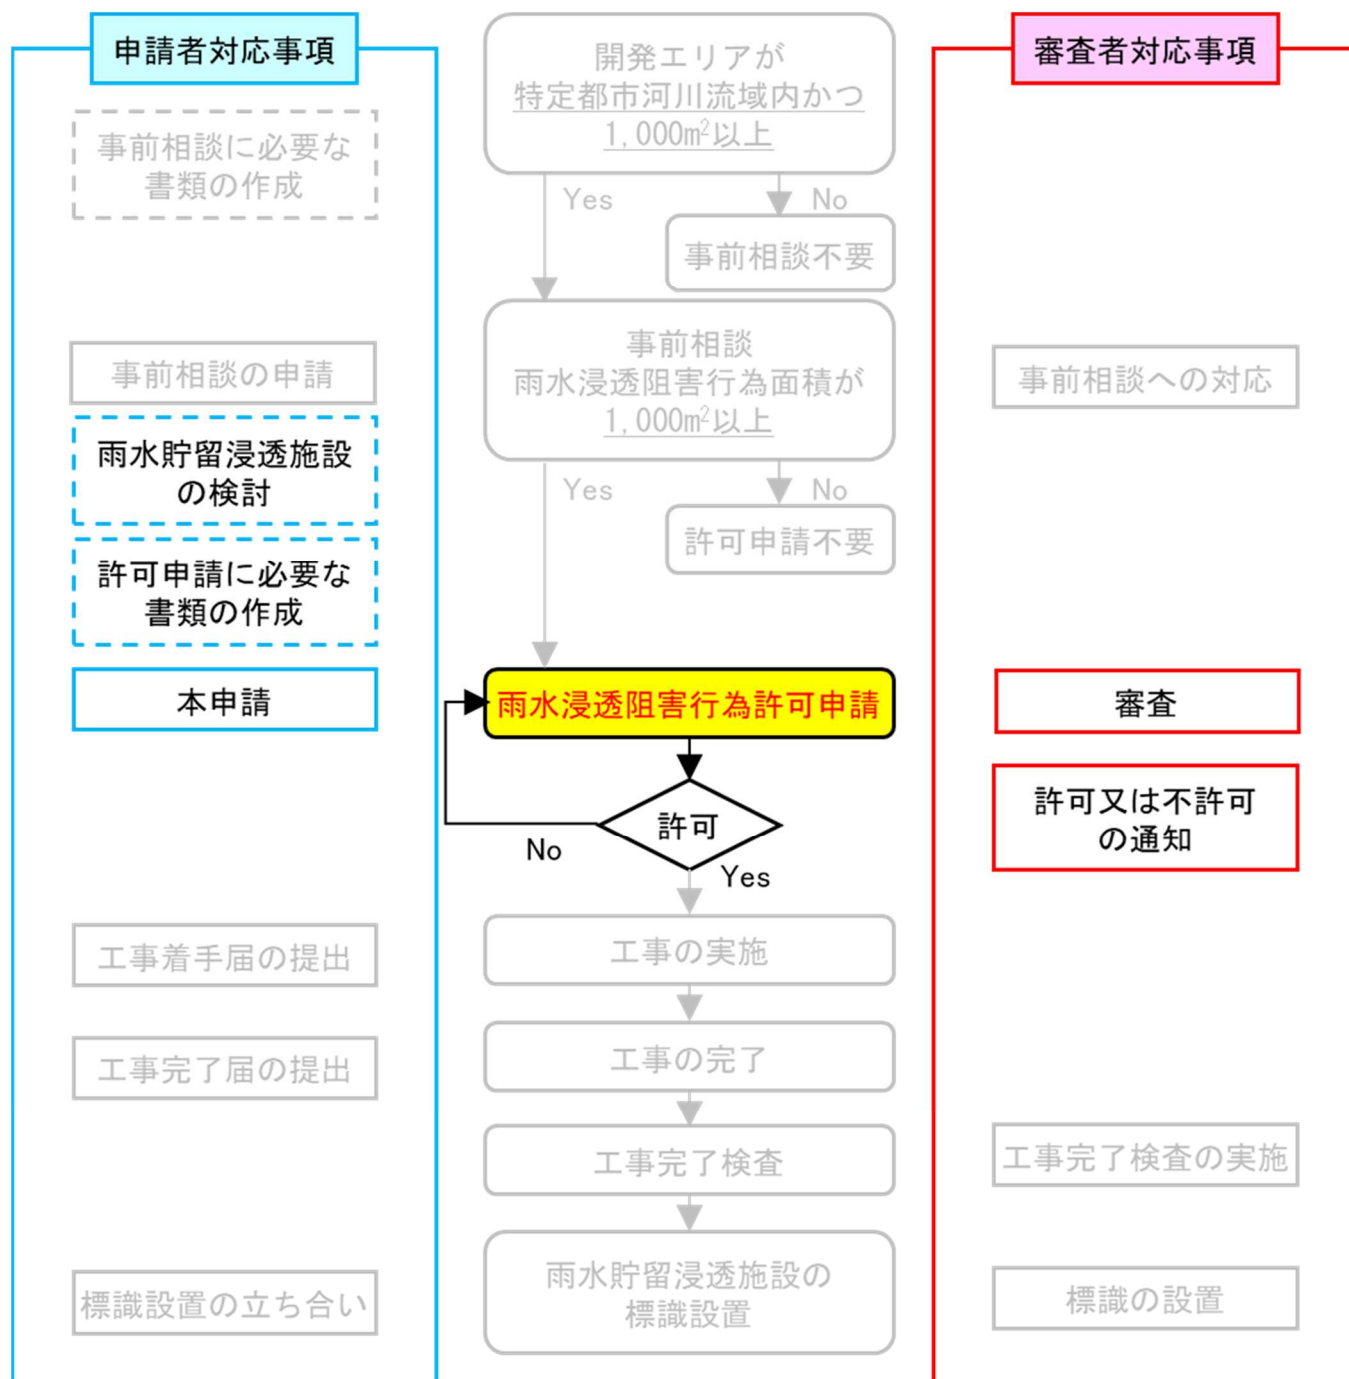 申請者対応事項
事前相談に必要な
書類の作成
事前相談の申請
雨水貯留浸透施設
の検討
許可申請に必要な
書類の作成
本申請
工事着手届の提出
工事完了届の提出
標識設置の立ち合い
開発エリアが
特定都市河川流域内かつ
1,000m²以上
Yes
No
事前相談不要
事前相談
雨水浸透阻害行為面積が
1,000m²以上
Yes
No
許可申請不要
雨水浸透阻害行為許可申請
許可
No
Yes
工事の実施
工事の完了
工事完了検査
雨水貯留浸透施設の
標識設置
審査者対応事項
事前相談への対応
審査
許可又は不許可
の通知
工事完了検査の実施
標識の設置